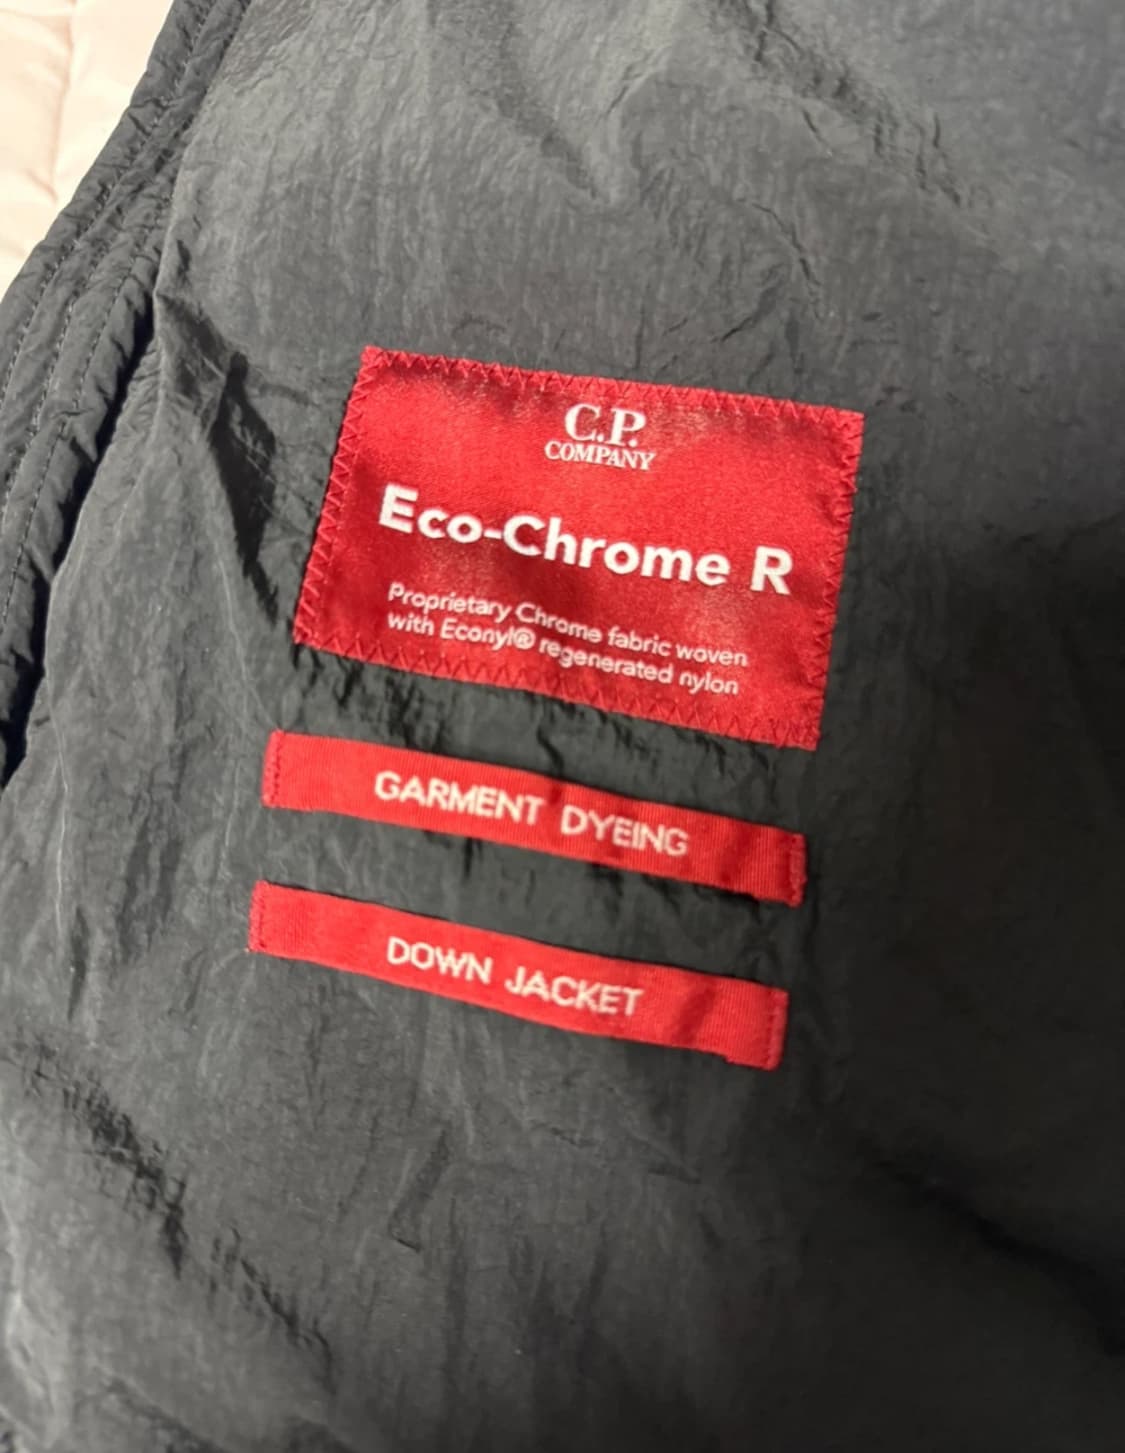 C.P.
COMPANY
Eco-Chrome R
Proprietary Chrome fabric woven
with Econyl® regenerated nylon
GARMENT DYEING
DOWN JACKET